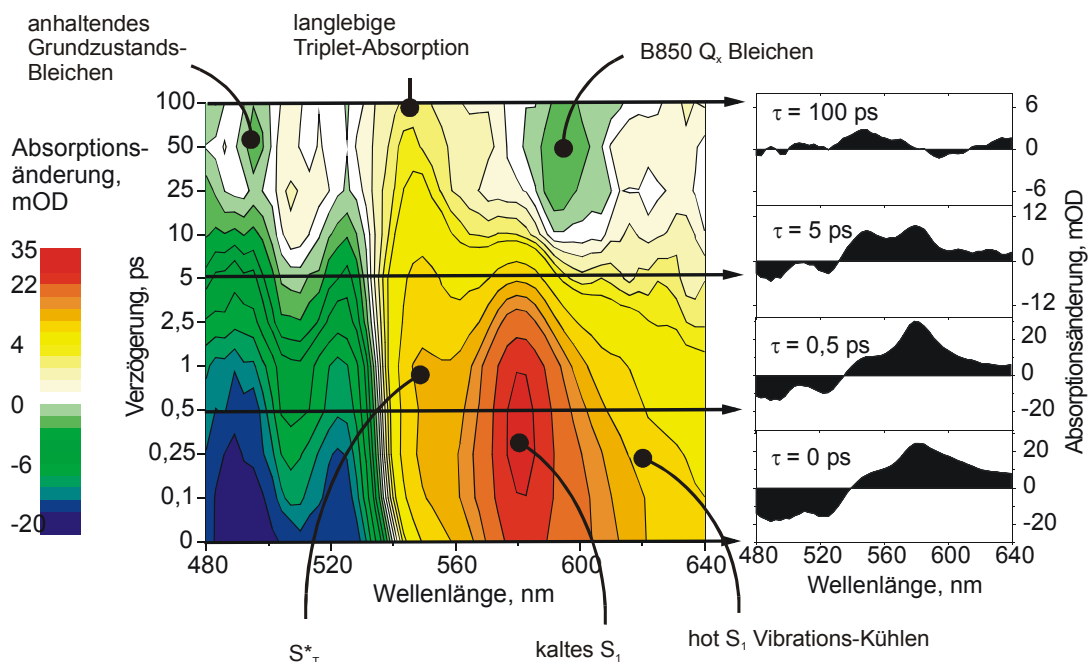 anhaltendes
Grundzustands-
Bleichen
langlebige
Triplet-Absorption
B850 Qx Bleichen
Absorptions-
änderung,
mOD
35
22
4
0
-6
-20
Verzögerung, ps
100
50
25
10
5
2,5
1
0,5
0,25
0,1
0
480
520
560
600
640
Wellenlänge, nm
S*T
kaltes S1
hot S1 Vibrations-Kühlen
τ = 100 ps
6
0
-6
τ = 5 ps
12
0
-12
τ = 0,5 ps
20
0
-20
τ = 0 ps
20
0
-20
480
520
560
600
640
Wellenlänge, nm
Absorptionsänderung, mOD